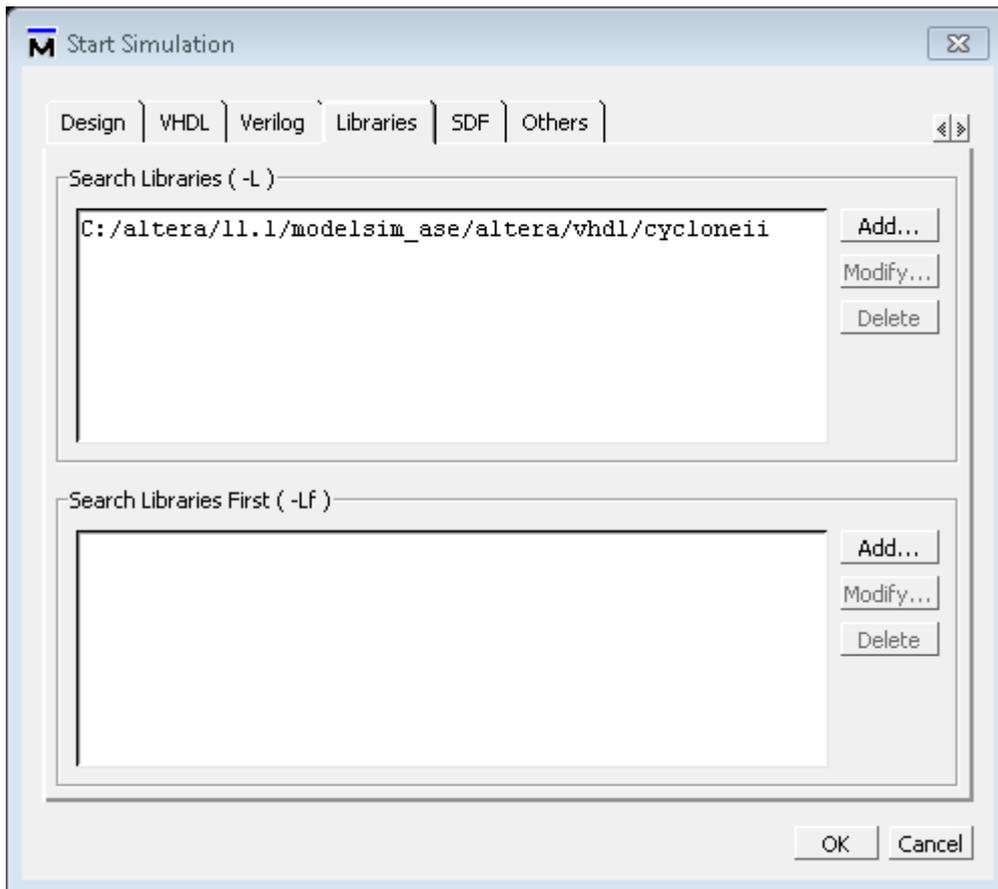 M Start Simulation
Design VHDL Verilog Libraries SDF Others
Search Libraries ( -L )
C:/altera/11.1/modelsim_ase/altera/vhdl/cycloneii
Add...
Modify...
Delete
Search Libraries First ( -Lf )
Add...
Modify...
Delete
OK Cancel